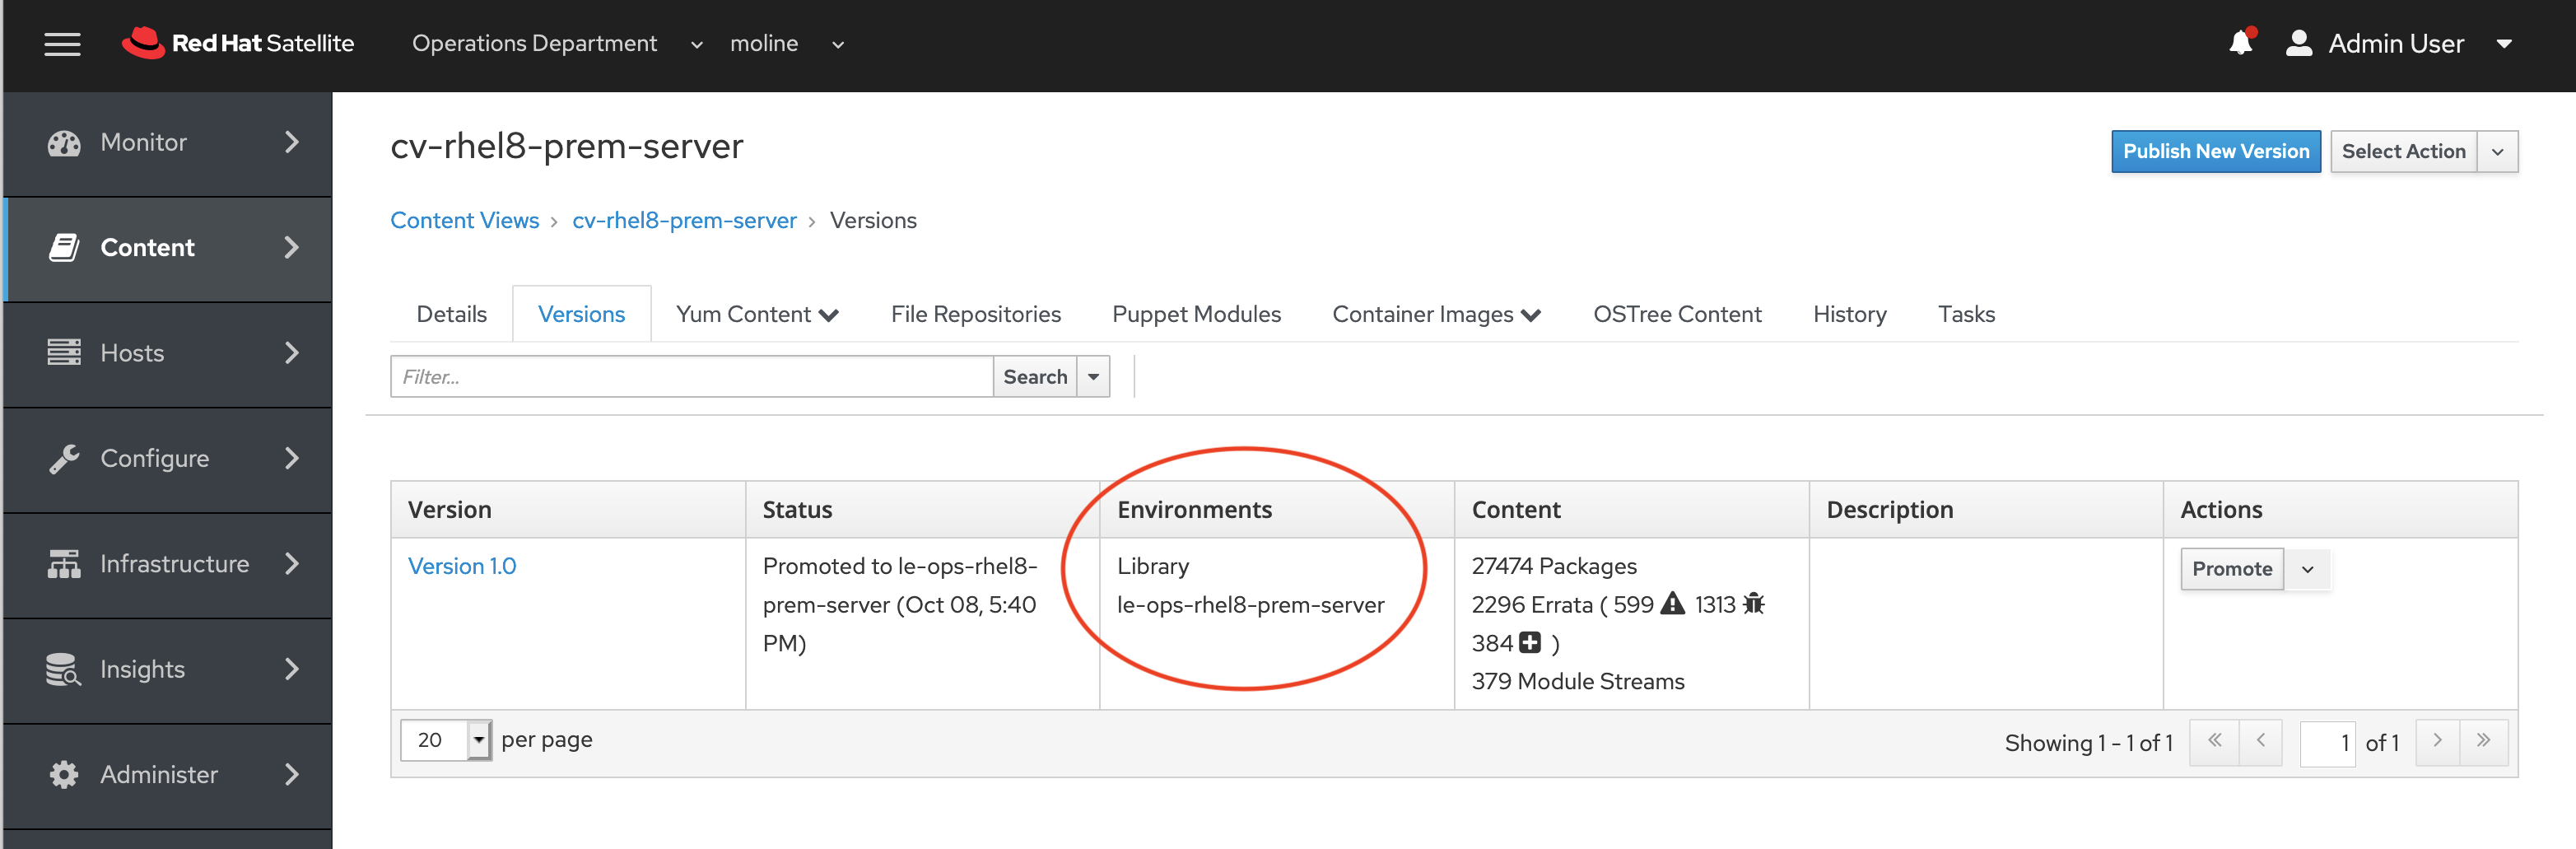 Red Hat Satellite Operations Department moline Admin User
Monitor
Content
Hosts
Configure
Infrastructure
Insights
Administer
cv-rhel8-prem-server
Publish New Version Select Action
Content Views › cv-rhel8-prem-server › Versions
Details Versions Yum Content File Repositories Puppet Modules Container Images OSTree Content History Tasks
Filter... Search
Version Status Environments Content Description Actions
Version 1.0
Promoted to le-ops-rhel8-
prem-server (Oct 08, 5:40
PM)
Library
le-ops-rhel8-prem-server
27474 Packages
2296 Errata ( 599 1313
384 )
379 Module Streams
Promote
20 per page Showing 1 - 1 of 1 « ‹ 1 of 1 › »